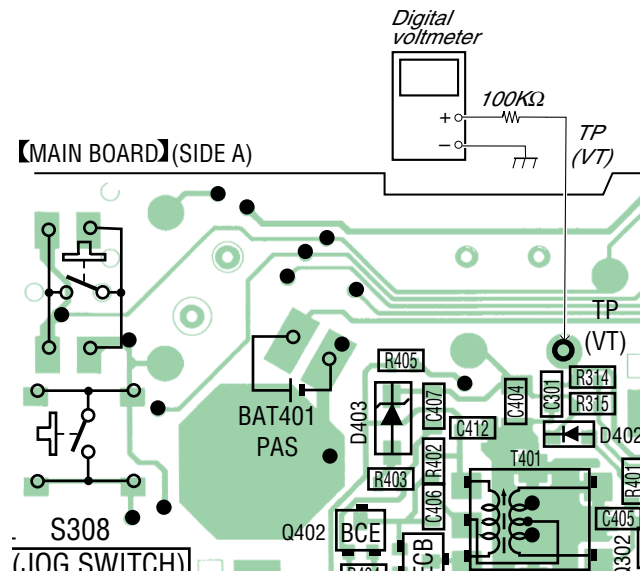 Digital
voltmeter
100KΩ
+
−
TP
(VT)
【MAIN BOARD】(SIDE A)
TP
(VT)
R405
R314
R315
C301
C404
C407
D403
BAT401
PAS
C412
D402
R402
T401
R401
R403
C406
C405
S308
(JOG SWITCH)
Q402
BCE
ECB
Q302